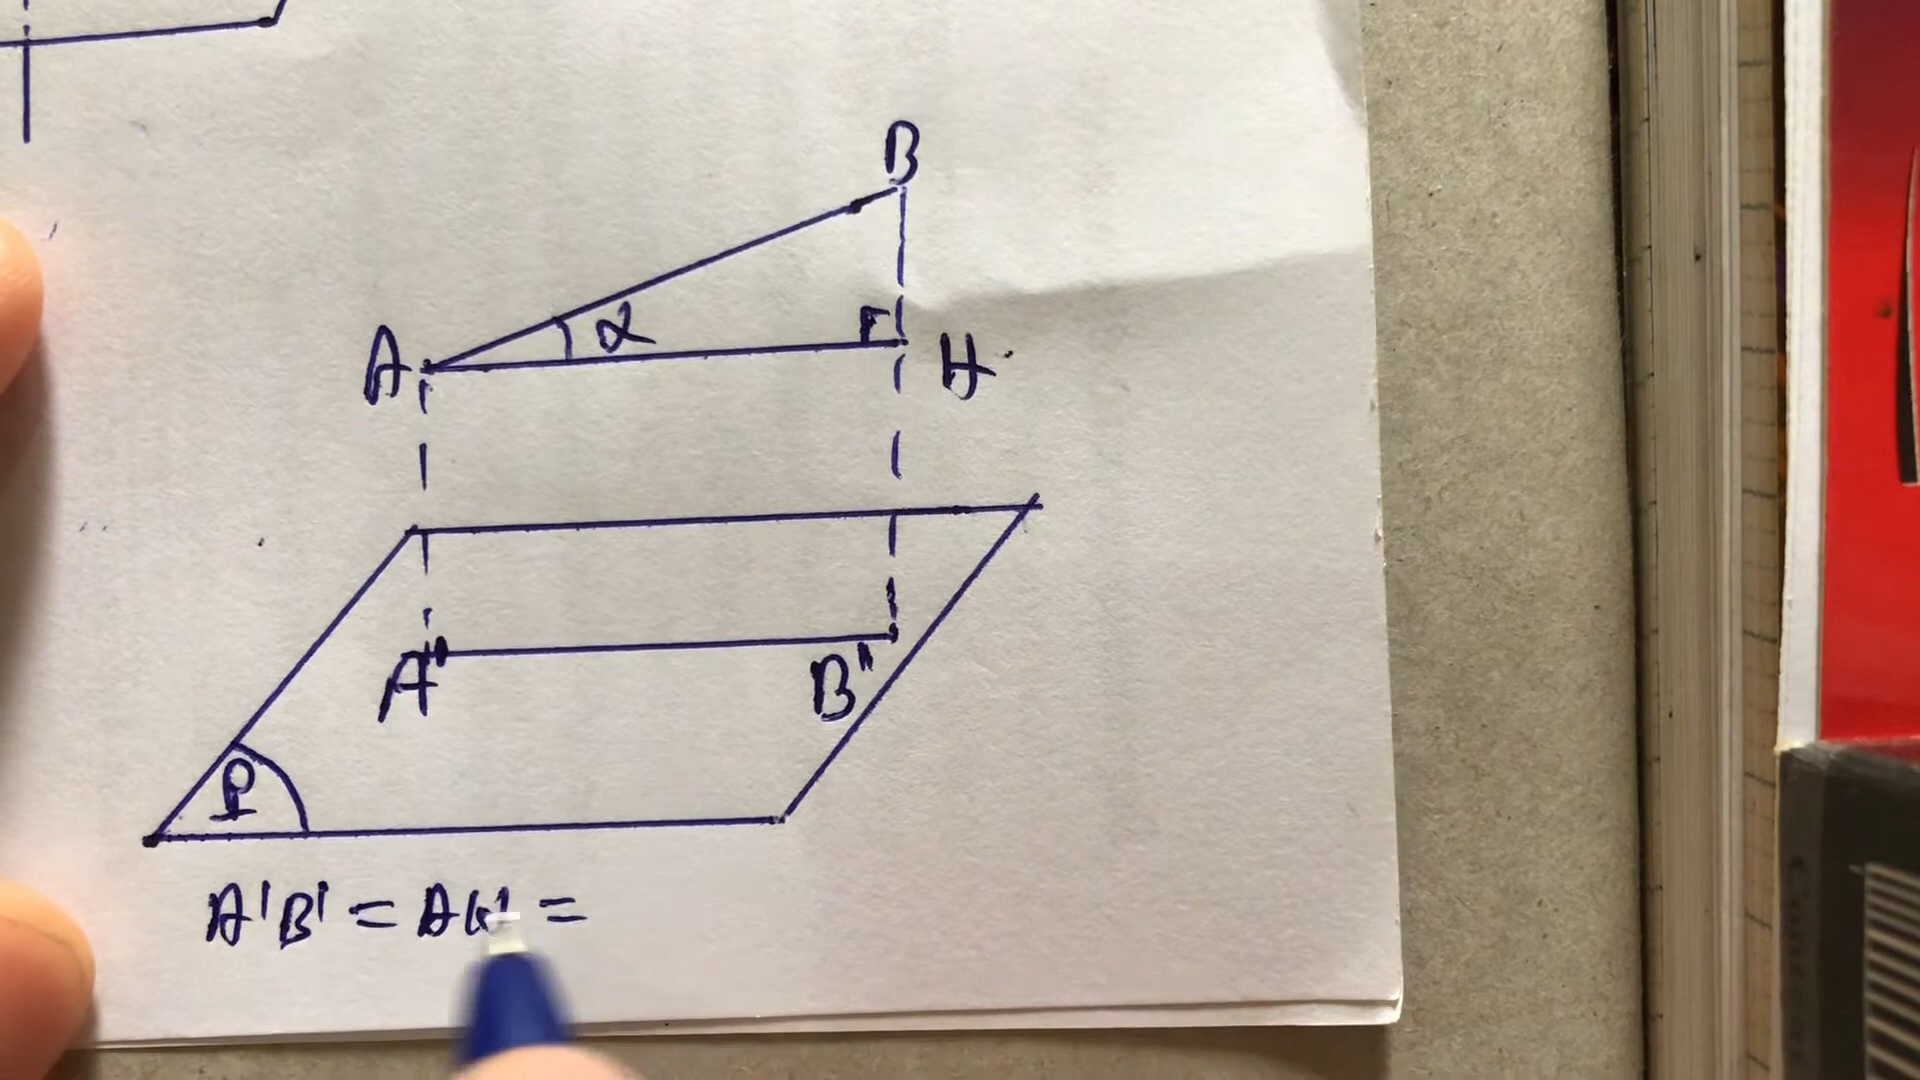 B
α
A
H
A"
B"
P
A'B' = AH =